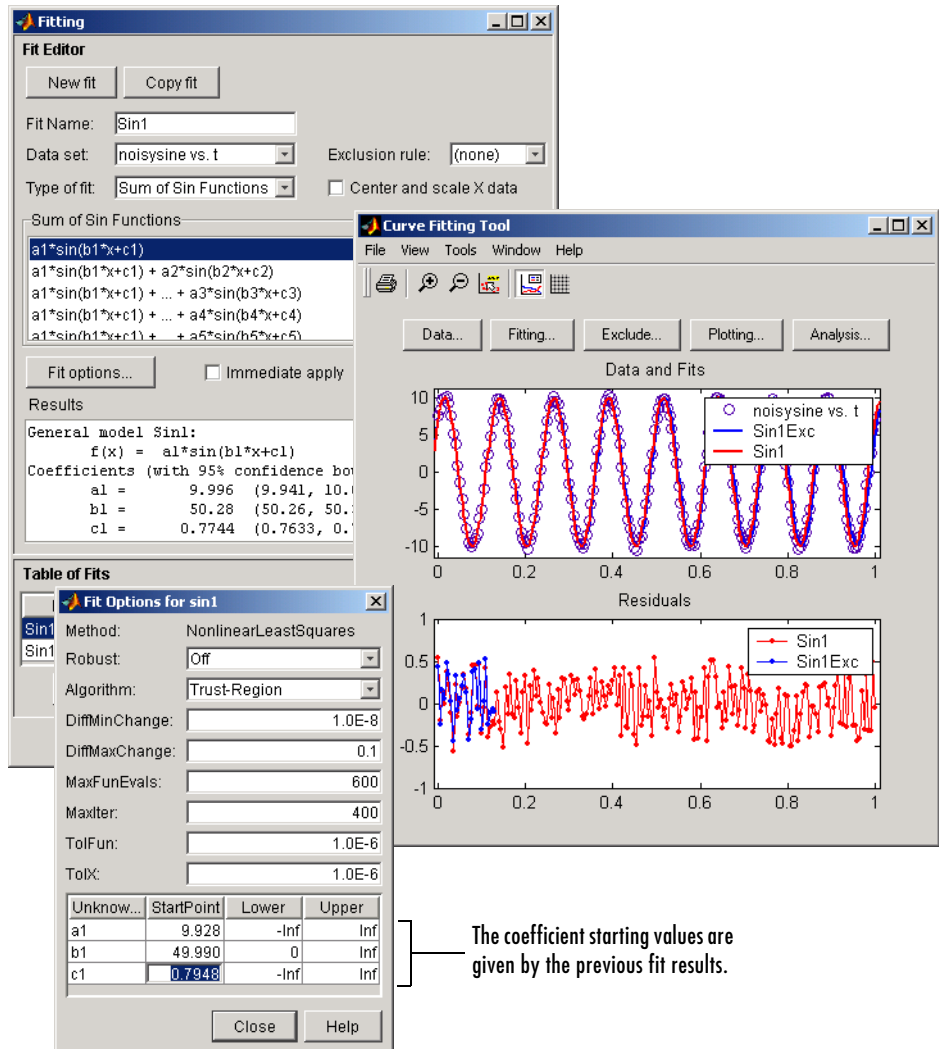 Fitting
Fit Editor
New fit Copy fit
Fit Name: Sin1
Data set: noisysine vs. t Exclusion rule: (none)
Type of fit: Sum of Sin Functions Center and scale X data
Sum of Sin Functions
a1*sin(b1*x+c1)
a1*sin(b1*x+c1) + a2*sin(b2*x+c2)
a1*sin(b1*x+c1) + ... + a3*sin(b3*x+c3)
a1*sin(b1*x+c1) + ... + a4*sin(b4*x+c4)
a1*sin(b1*x+c1) + ... + a5*sin(b5*x+c5)
Fit options... Immediate apply
Results
General model Sin1:
f(x) = a1*sin(b1*x+c1)
Coefficients (with 95% confidence bou
a1 = 9.996 (9.941, 10.
b1 = 50.28 (50.26, 50.
c1 = 0.7744 (0.7633, 0.
Table of Fits
Sin1
Sin1
Curve Fitting Tool
File View Tools Window Help
Data... Fitting... Exclude... Plotting... Analysis...
Data and Fits
noisysine vs. t
Sin1Exc
Sin1
10
5
0
-5
-10
0 0.2 0.4 0.6 0.8 1
Residuals
Sin1
Sin1Exc
1
0.5
0
-0.5
-1
0 0.2 0.4 0.6 0.8 1
Fit Options for sin1
Method: NonlinearLeastSquares
Robust: Off
Algorithm: Trust-Region
DiffMinChange: 1.0E-8
DiffMaxChange: 0.1
MaxFunEvals: 600
MaxIter: 400
TolFun: 1.0E-6
TolX: 1.0E-6
Unknow... StartPoint Lower Upper
a1 9.928 -Inf Inf
b1 49.990 0 Inf
c1 0.7948 -Inf Inf
Close Help
The coefficient starting values are
given by the previous fit results.